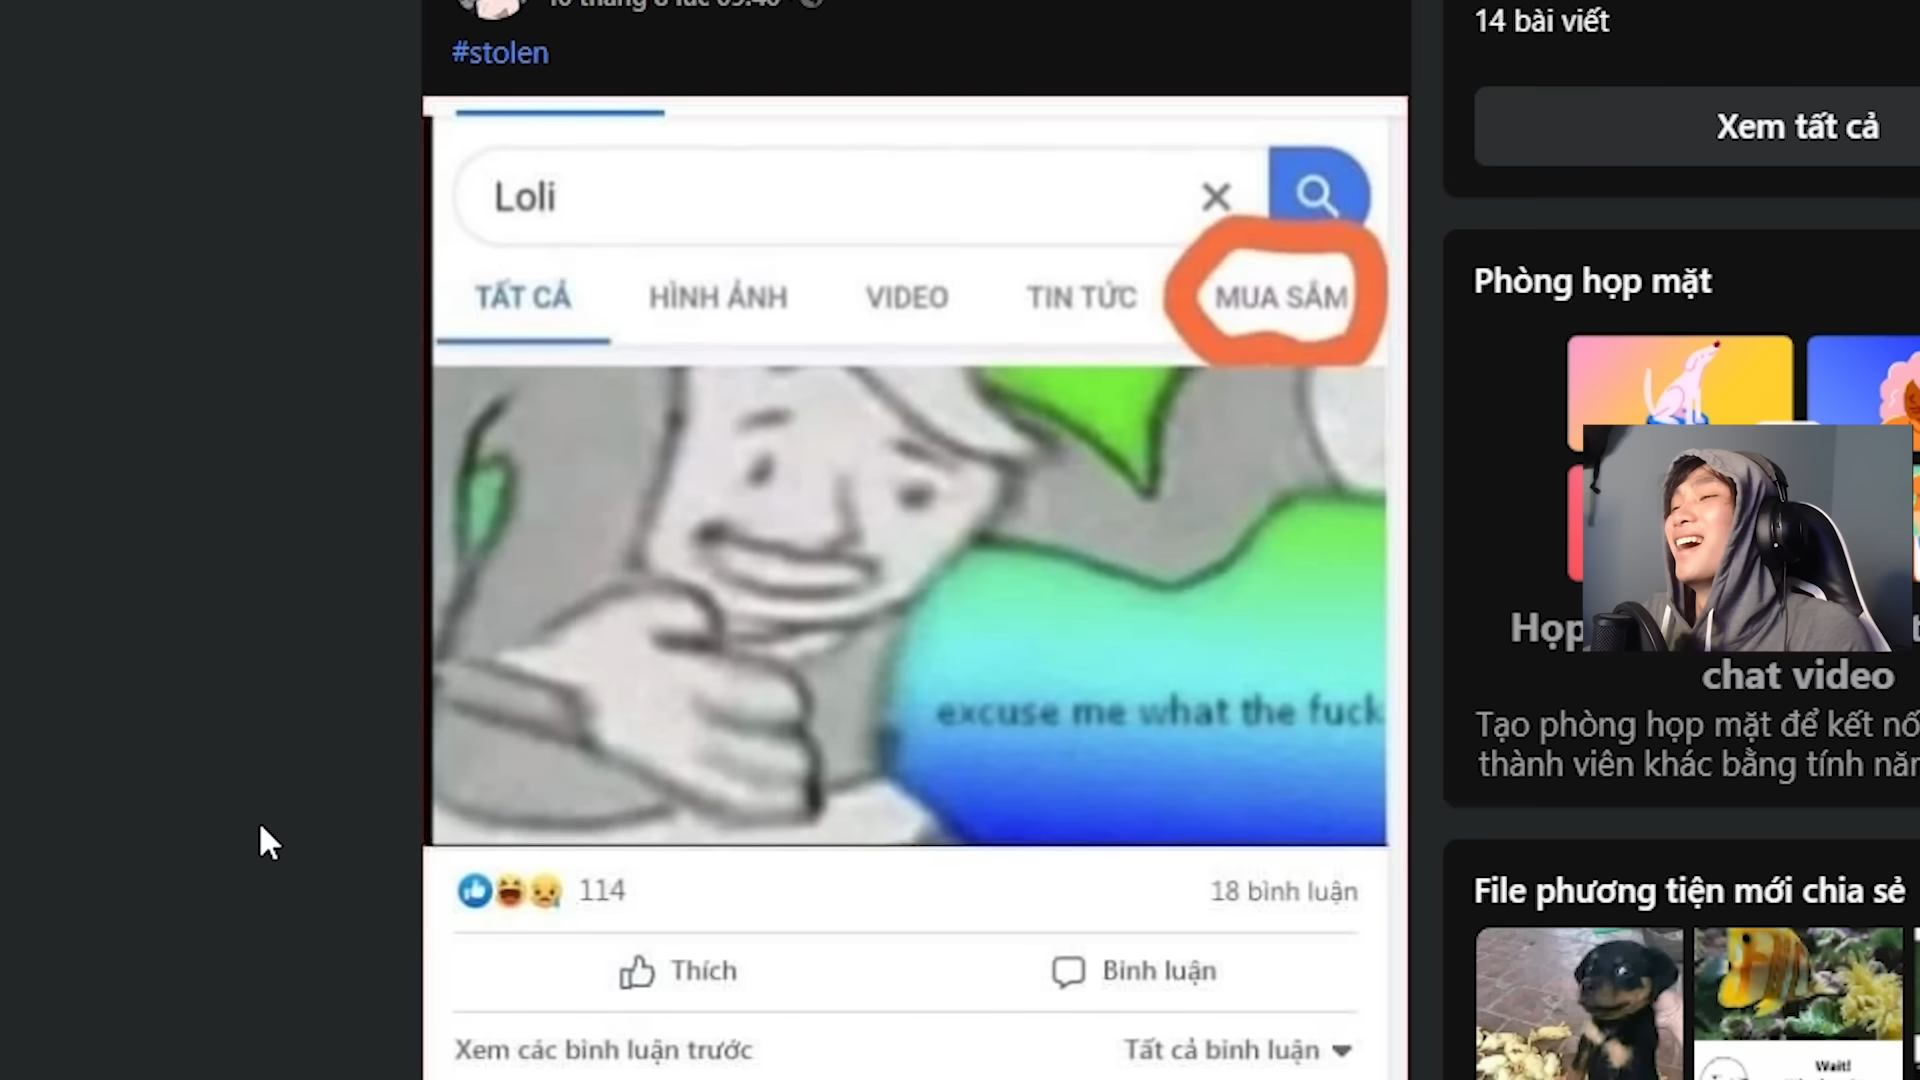 #stolen
Loli
TẤT CẢ
HÌNH ẢNH
VIDEO
TIN TỨC
MUA SẮM
excuse me what the fuck
114
18 bình luận
Thích
Bình luận
Xem các bình luận trước
Tất cả bình luận
14 bài viết
Xem tất cả
Phòng họp mặt
Họp
chat video
Tạo phòng họp mặt để kết nố
thành viên khác bằng tính năn
File phương tiện mới chia sẻ
Wait!